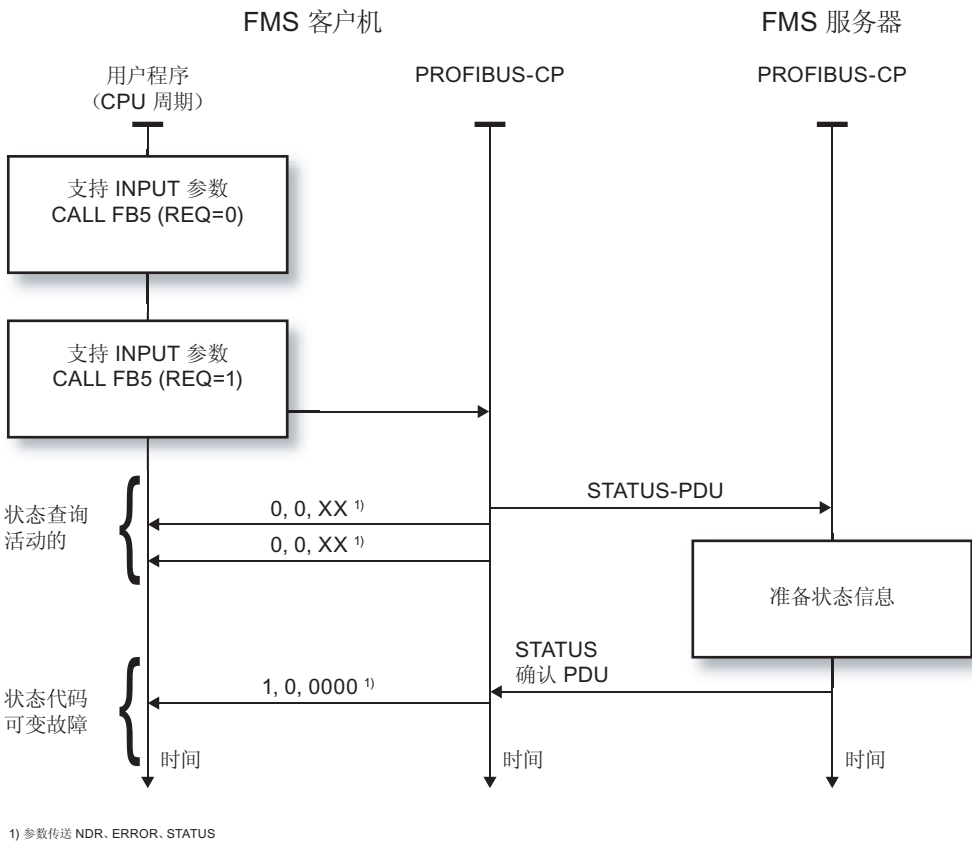 FMS 客户机
FMS 服务器
用户程序
（CPU 周期）
PROFIBUS-CP
PROFIBUS-CP
支持 INPUT 参数
CALL FB5 (REQ=0)
支持 INPUT 参数
CALL FB5 (REQ=1)
STATUS-PDU
状态查询
活动的
0, 0, XX 1)
0, 0, XX 1)
准备状态信息
STATUS
确认 PDU
状态代码
可变故障
1, 0, 0000 1)
时间
时间
时间
1) 参数传送 NDR、ERROR、STATUS